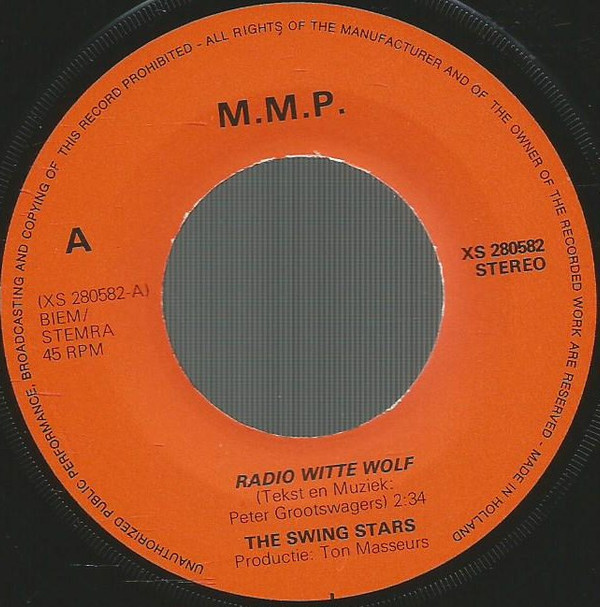 UNAUTHORIZED PUBLIC PERFORMANCE, BROADCASTING AND COPYING OF THIS RECORD PROHIBITED - ALL RIGHTS OF THE MANUFACTURER AND OF THE OWNER OF THE RECORDED WORK ARE RESERVED - MADE IN HOLLAND
M.M.P.
A
(XS 280582-A)
BIEM/
STEMRA
45 RPM
XS 280582
STEREO
RADIO WITTE WOLF
(Tekst en Muziek:
Peter Grootswagers) 2:34
THE SWING STARS
Productie: Ton Masseurs